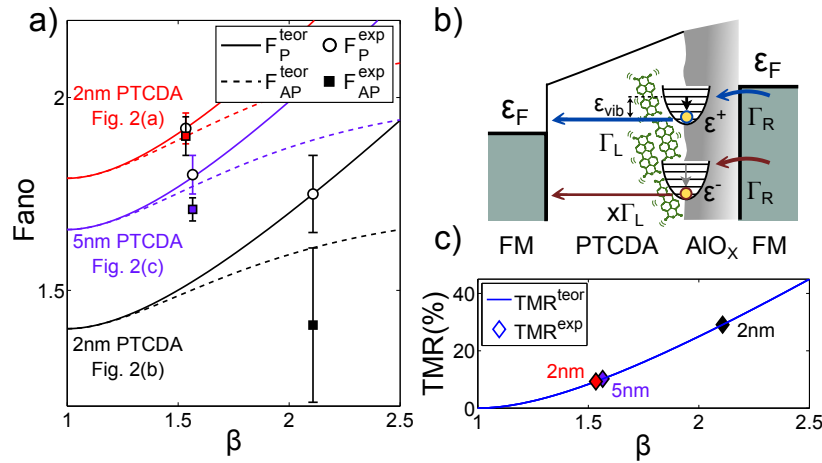 a)
F_P^teor F_P^exp
F_AP^teor F_AP^exp
2nm PTCDA
Fig. 2(a)
5nm PTCDA
Fig. 2(c)
2nm PTCDA
Fig. 2(b)
Fano
2
1.5
1 1.5 2 2.5
β
b)
ε_F
ε_vib
ε_F
ε^+
Γ_R
Γ_L
ε^-
Γ_R
xΓ_L
FM PTCDA AlO_x FM
c)
TMR(%)
40
20
0
TMR^teor
TMR^exp
2nm
2nm
5nm
1 1.5 2 2.5
β